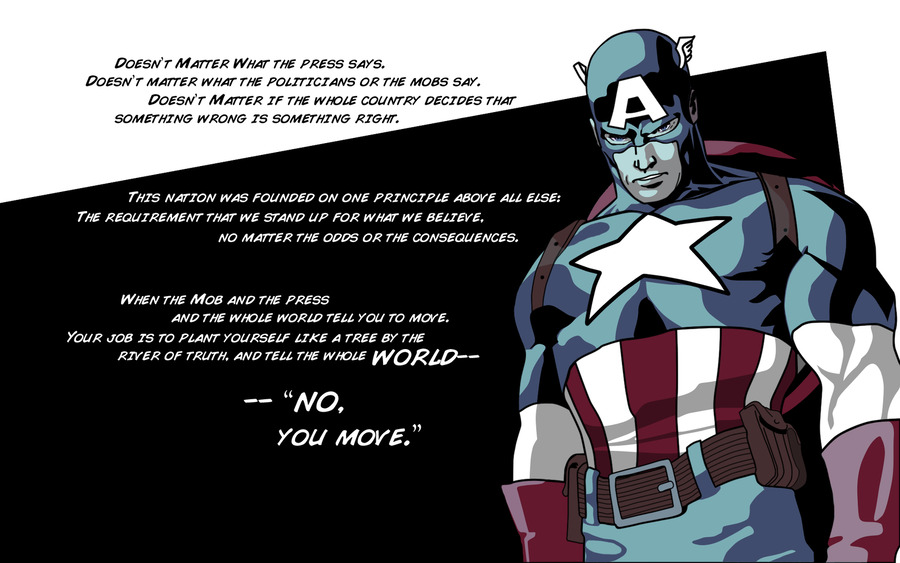 Doesn't Matter What the press says.
Doesn't matter what the politicians or the mobs say.
Doesn't Matter if the whole country decides that
something wrong is something right.
This nation was founded on one principle above all else:
The requirement that we stand up for what we believe,
no matter the odds or the consequences.
When the Mob and the press
and the whole world tell you to move.
Your job is to plant yourself like a tree by the
river of truth, and tell the whole WORLD--
-- “No,
you move.”
A